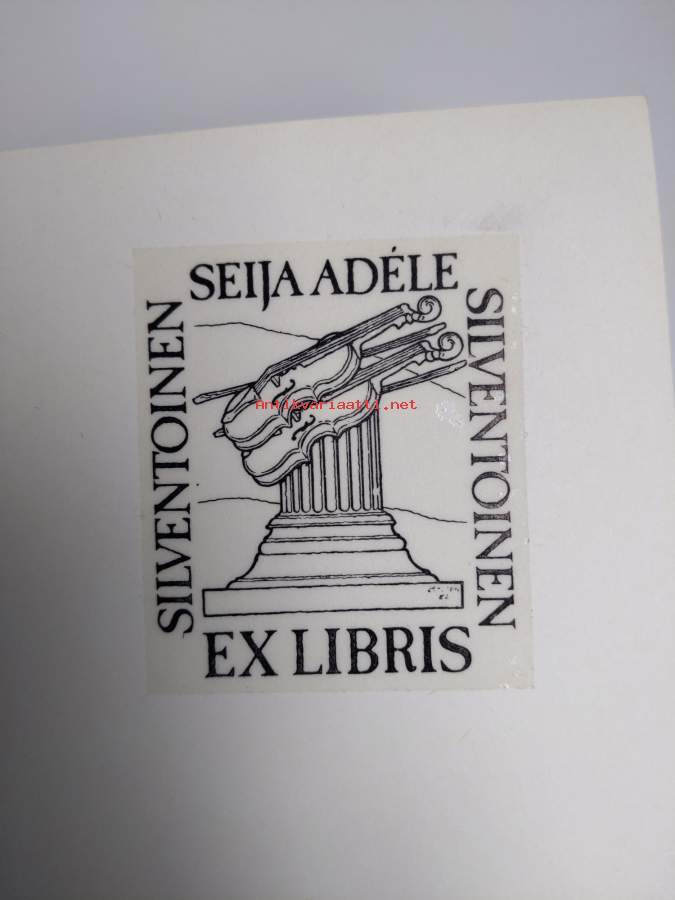 SEIJA ADÉLE
SILVENTOINEN
SILVENTOINEN
Antikvariaatti.net
EX LIBRIS